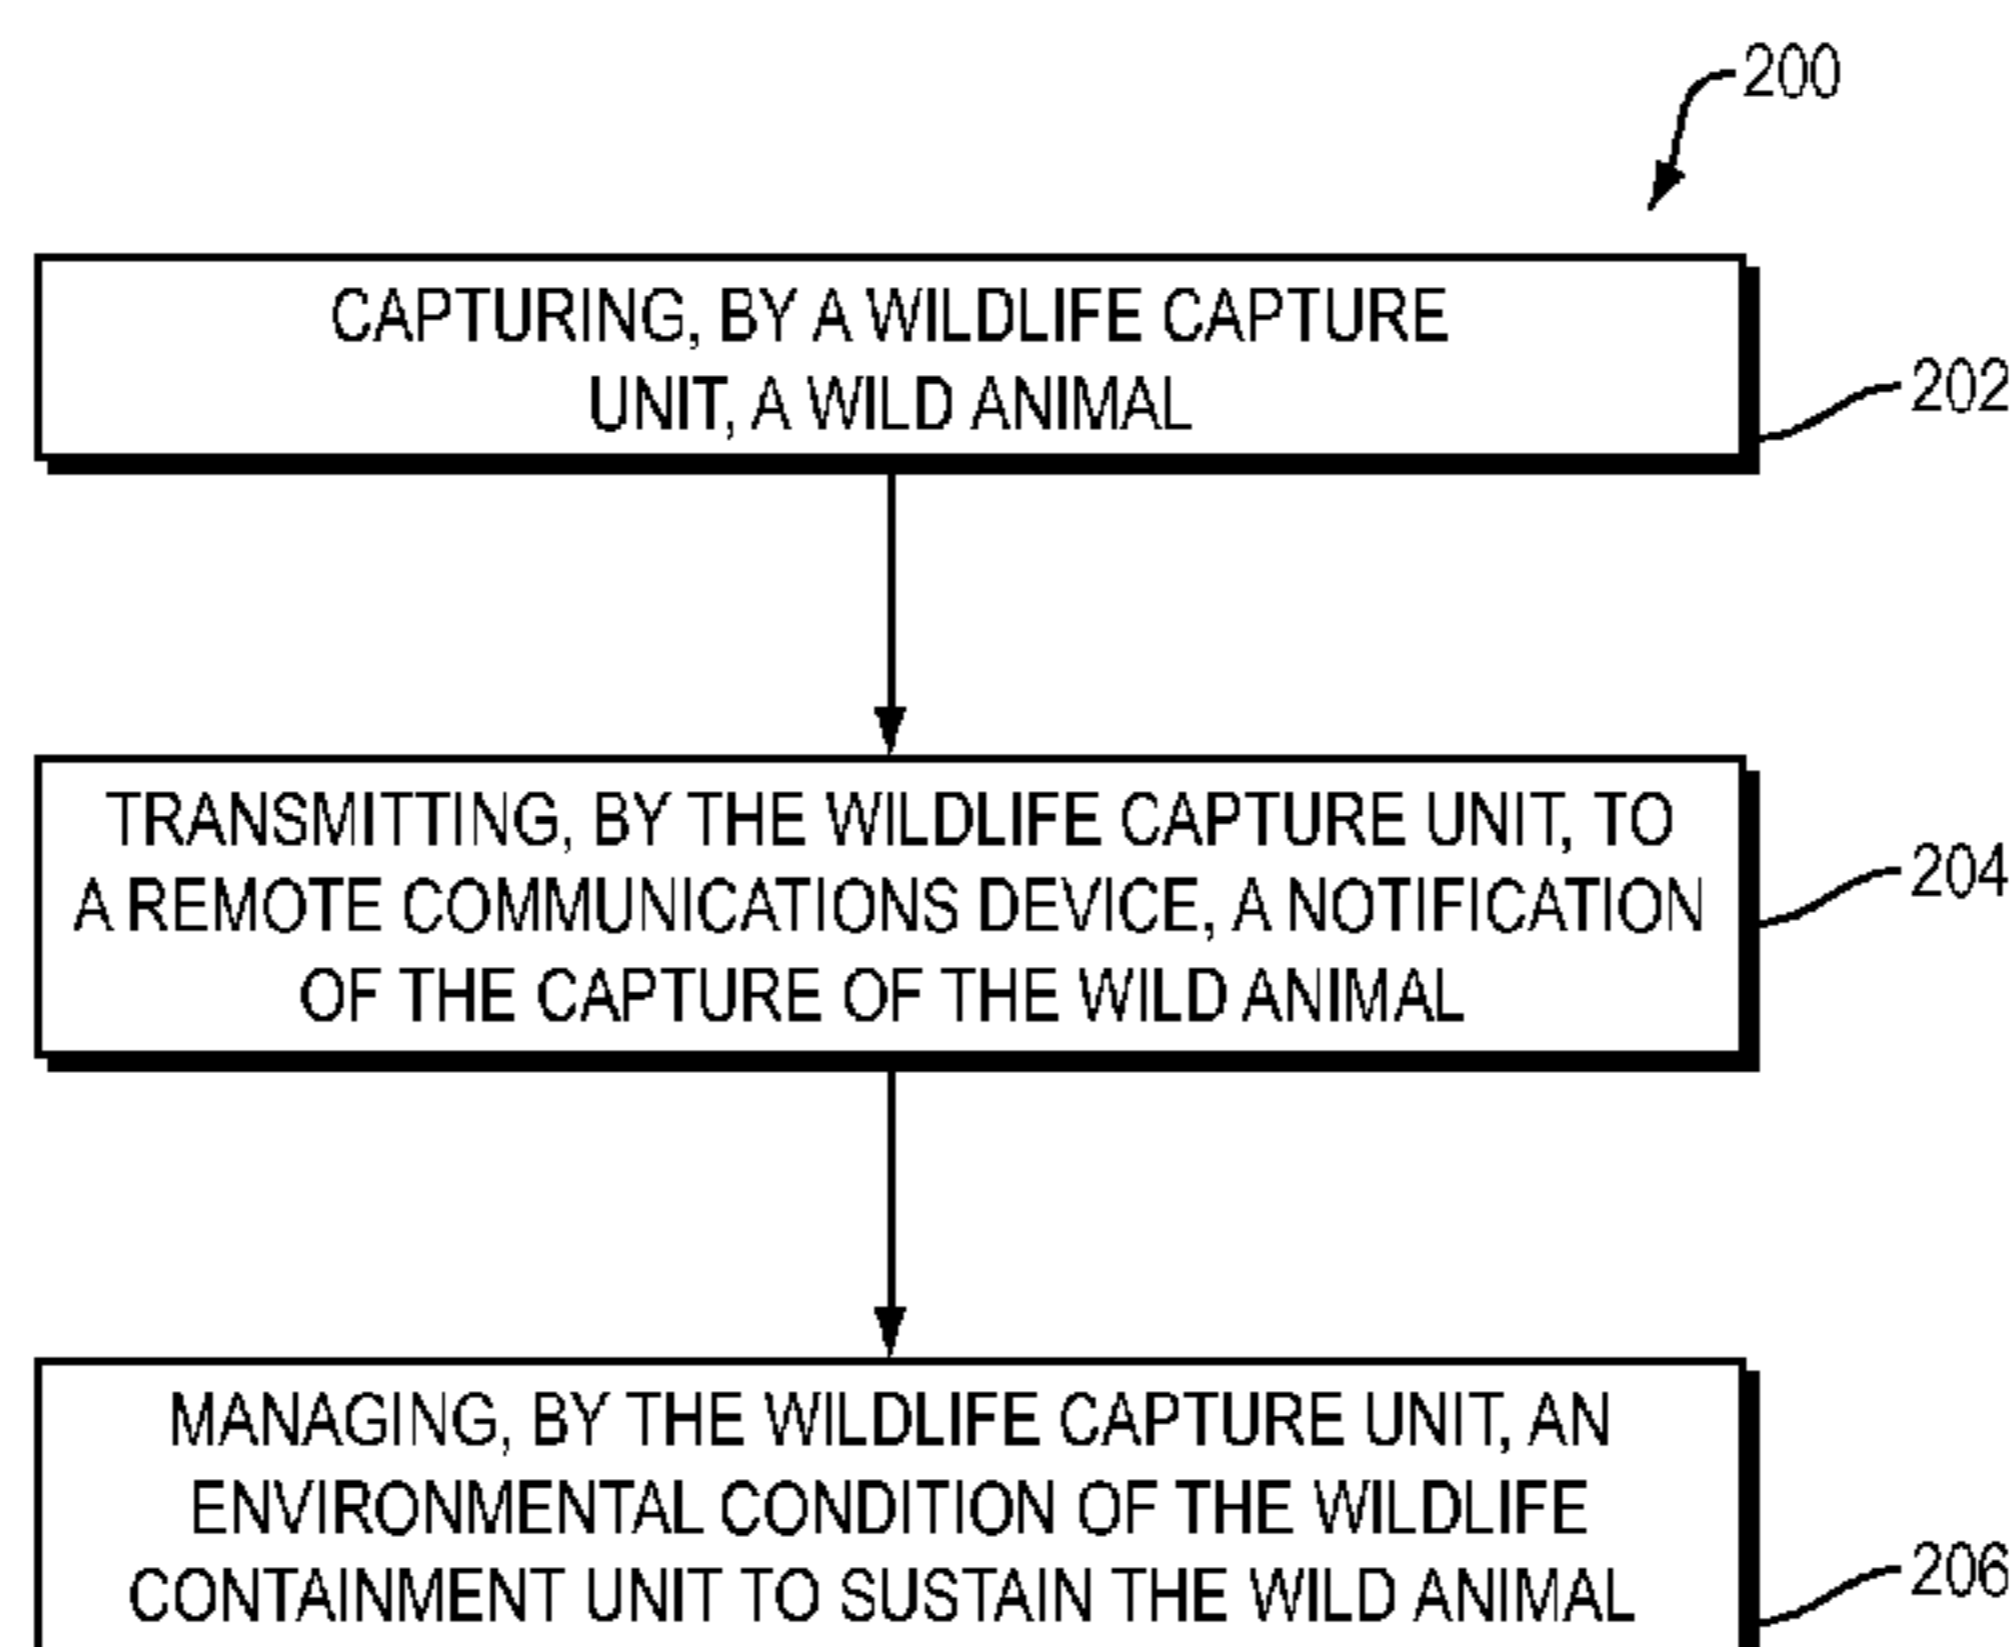 200
CAPTURING, BY A WILDLIFE CAPTURE
UNIT, A WILD ANIMAL
202
TRANSMITTING, BY THE WILDLIFE CAPTURE UNIT, TO
A REMOTE COMMUNICATIONS DEVICE, A NOTIFICATION
OF THE CAPTURE OF THE WILD ANIMAL
204
MANAGING, BY THE WILDLIFE CAPTURE UNIT, AN
ENVIRONMENTAL CONDITION OF THE WILDLIFE
CONTAINMENT UNIT TO SUSTAIN THE WILD ANIMAL
206